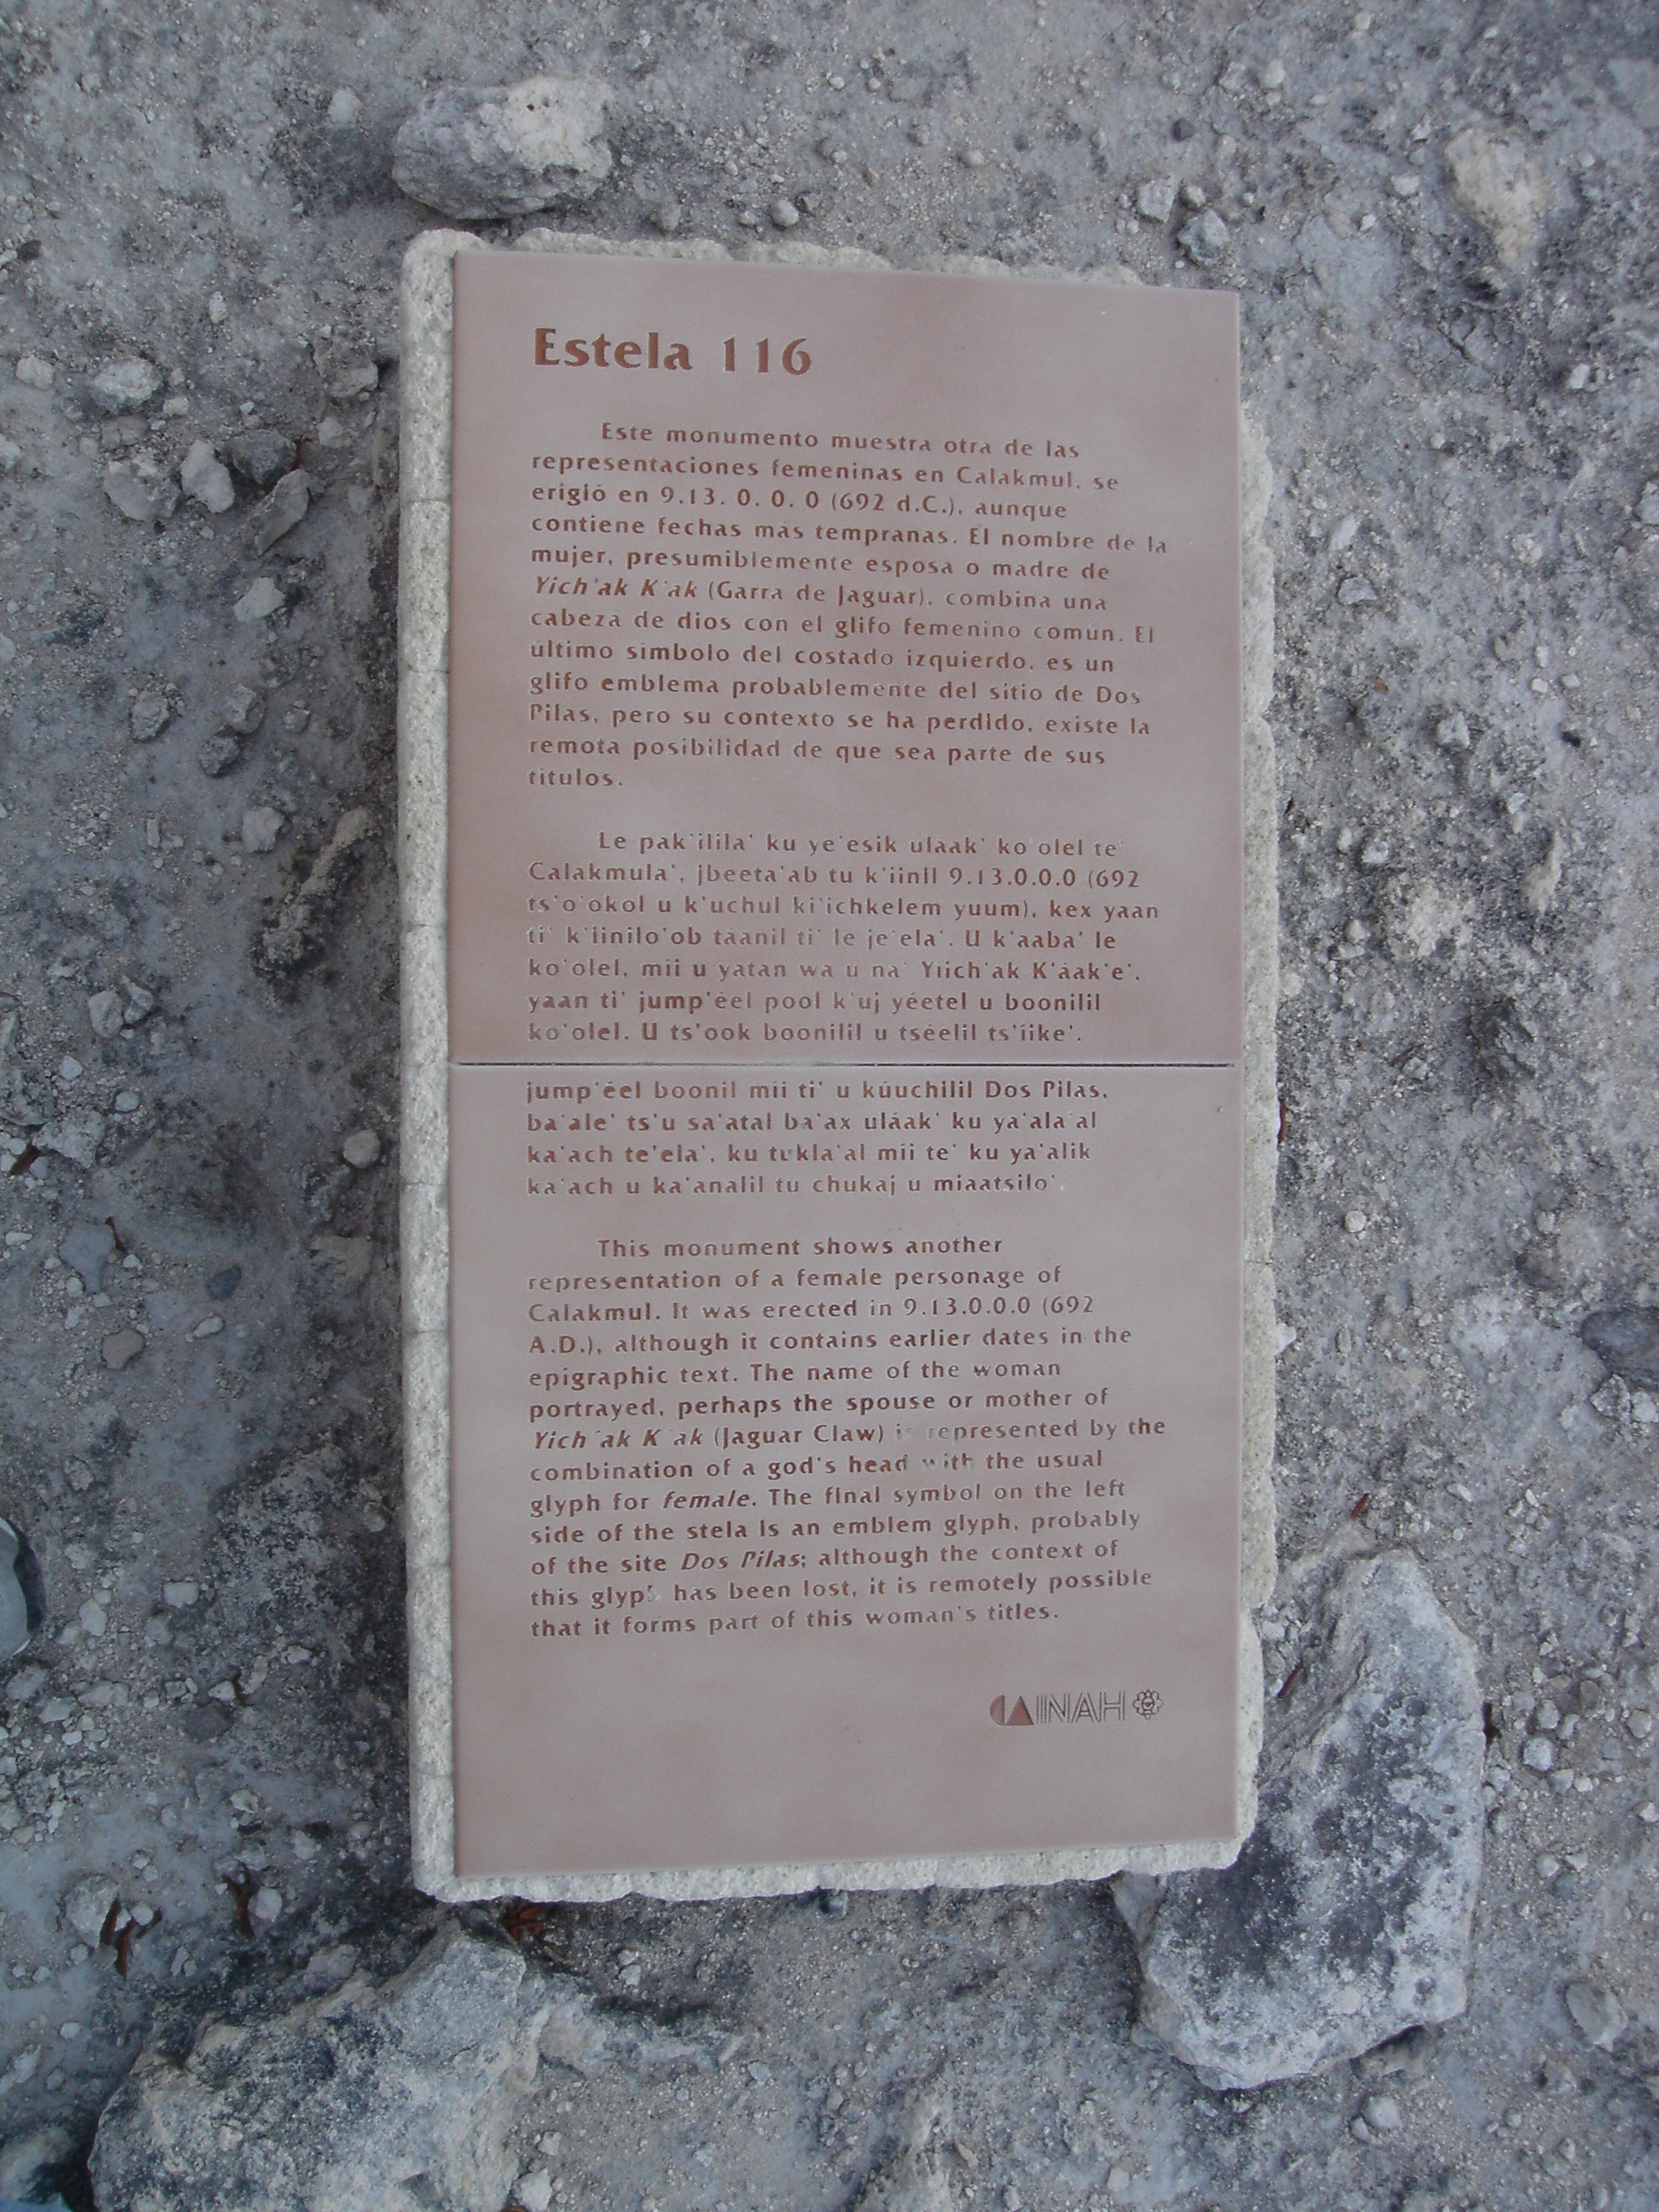 Estela 116
Este monumento muestra otra de las
representaciones femeninas en Calakmul, se
erigió en 9.13. 0. 0. 0 (692 d.C.), aunque
contiene fechas más tempranas. El nombre de la
mujer, presumiblemente esposa o madre de
Yich'ak K'ak (Garra de Jaguar), combina una
cabeza de dios con el glifo femenino común. El
último símbolo del costado izquierdo, es un
glifo emblema probablemente del sitio de Dos
Pilas, pero su contexto se ha perdido, existe la
remota posibilidad de que sea parte de sus
títulos.
Le pak'ilila' ku ye'esik uláak' ko'olel te'
Calakmula', jbeeta'ab tu k'iinil 9.13.0.0.0 (692
ts'o'okol u k'uchul ki'ichkelem yuum), kex yaan
ti' k'iinilo'ob táanil ti' le je'ela'. U k'aaba' le
ko'olel, míi u yatan wa u na' Yíich'ak K'áak'e',
yaan ti' jump'éel pool k'uj yéetel u boonilil
ko'olel. U ts'ook boonilil u tséelil ts'íike',
jump'éel boonil míi ti' u kúuchilil Dos Pilas,
ba'ale' ts'u sa'atal ba'ax uláak' ku ya'ala'al
ka'ach te'ela', ku tukla'al míi te' ku ya'alik
ka'ach u ka'analil tu chukaj u miaatsilo'.
This monument shows another
representation of a female personage of
Calakmul. It was erected in 9.13.0.0.0 (692
A.D.), although it contains earlier dates in the
epigraphic text. The name of the woman
portrayed, perhaps the spouse or mother of
Yich'ak K'ak (Jaguar Claw) is represented by the
combination of a god's head with the usual
glyph for female. The final symbol on the left
side of the stela is an emblem glyph, probably
of the site Dos Pilas; although the context of
this glyph has been lost, it is remotely possible
that it forms part of this woman's titles.
INAH